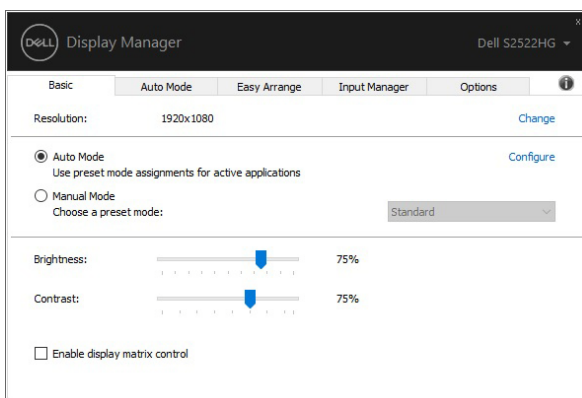 DELL Display Manager Dell S2522HG
x
Basic Auto Mode Easy Arrange Input Manager Options i
Resolution: 1920x1080 Change
Auto Mode Configure
Use preset mode assignments for active applications
Manual Mode
Choose a preset mode: Standard
Brightness: 75%
Contrast: 75%
Enable display matrix control